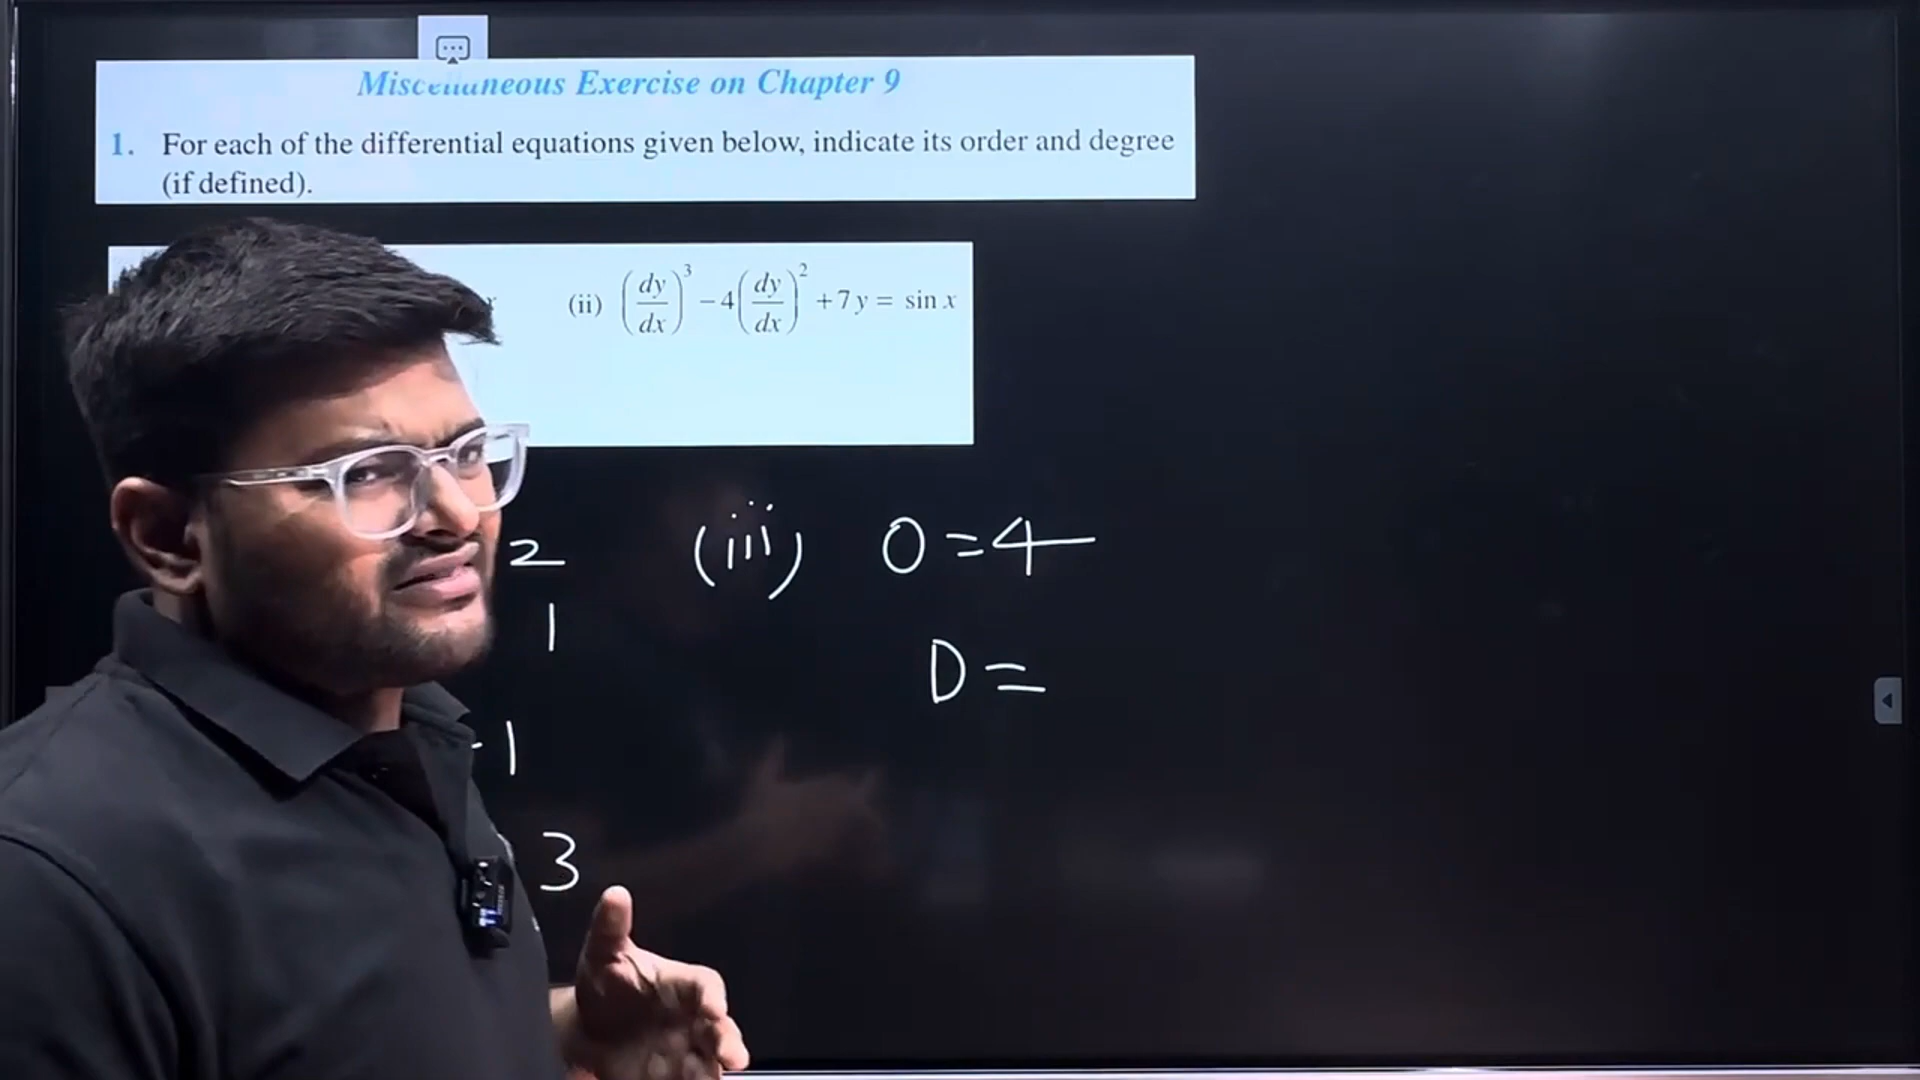 Miscellaneous Exercise on Chapter 9
1. For each of the differential equations given below, indicate its order and degree
(if defined).
x (ii) (dy/dx)³ − 4(dy/dx)² + 7y = sin x
2 (iii) O = 4
1 D =
-1
3